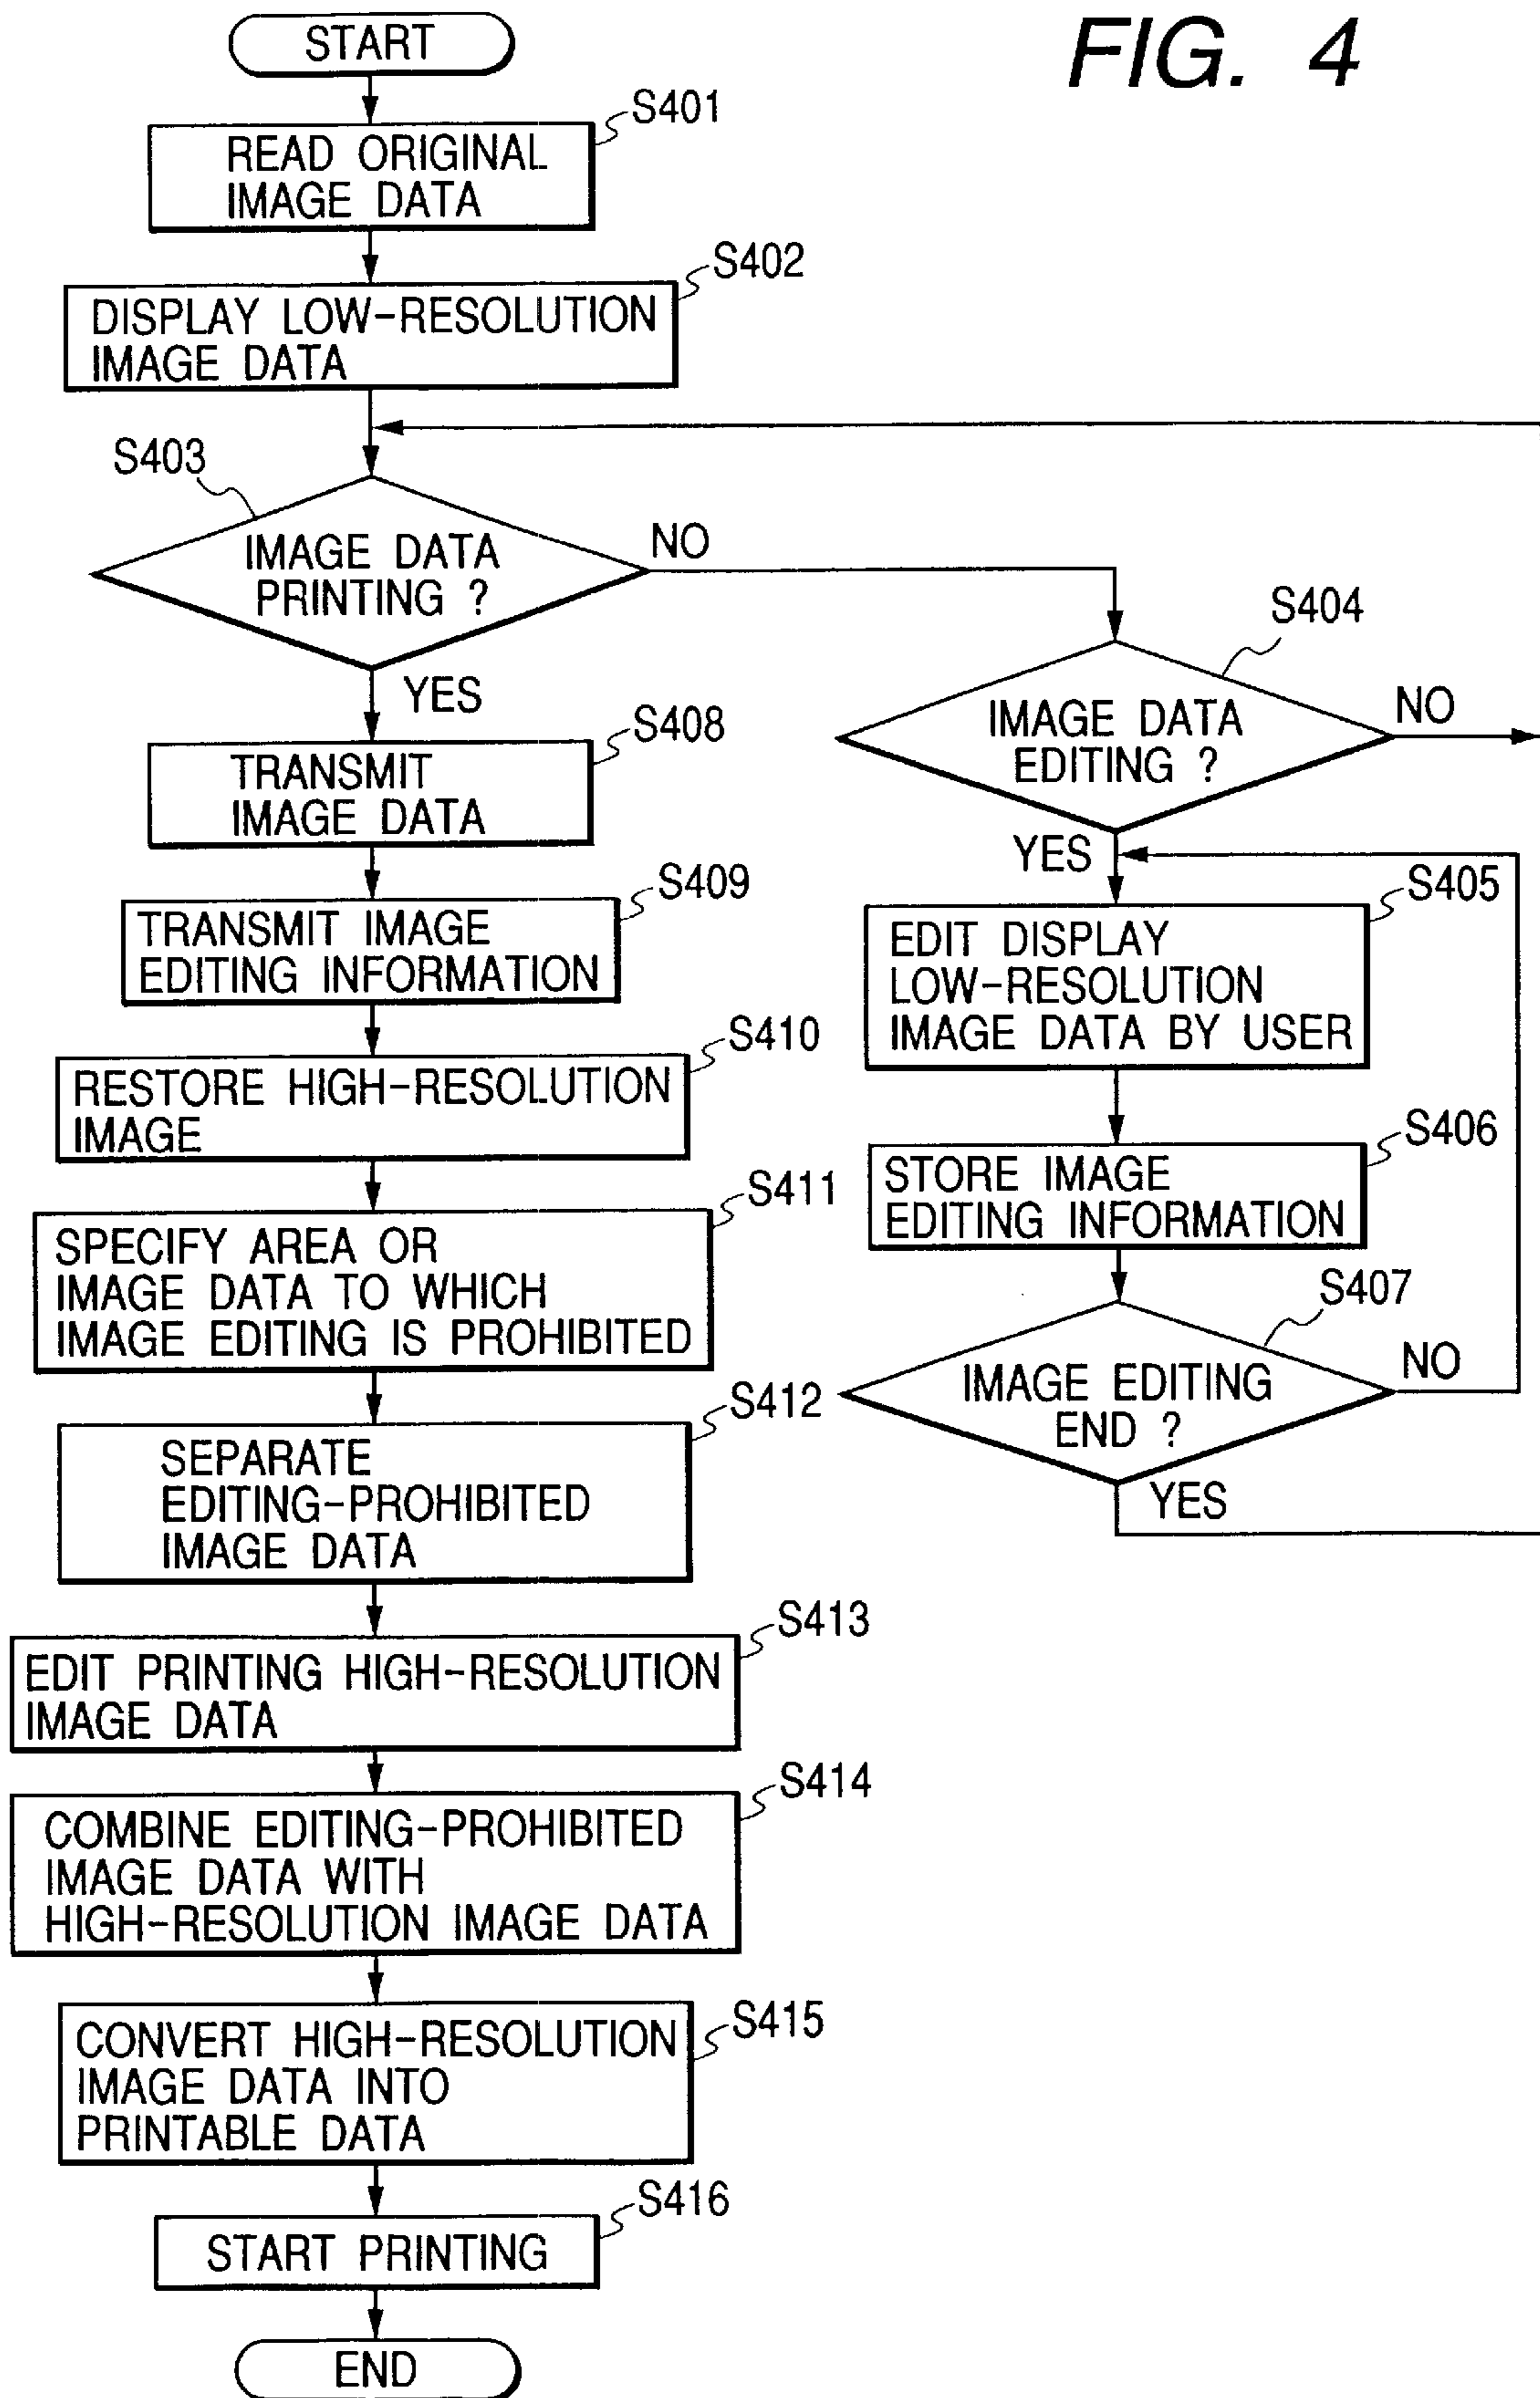 FIG. 4
START
S401
READ ORIGINAL
IMAGE DATA
S402
DISPLAY LOW-RESOLUTION
IMAGE DATA
S403
IMAGE DATA
PRINTING ?
NO
YES
S404
IMAGE DATA
EDITING ?
NO
YES
S405
EDIT DISPLAY
LOW-RESOLUTION
IMAGE DATA BY USER
S406
STORE IMAGE
EDITING INFORMATION
S407
IMAGE EDITING
END ?
NO
YES
S408
TRANSMIT
IMAGE DATA
S409
TRANSMIT IMAGE
EDITING INFORMATION
S410
RESTORE HIGH-RESOLUTION
IMAGE
S411
SPECIFY AREA OR
IMAGE DATA TO WHICH
IMAGE EDITING IS PROHIBITED
S412
SEPARATE
EDITING-PROHIBITED
IMAGE DATA
S413
EDIT PRINTING HIGH-RESOLUTION
IMAGE DATA
S414
COMBINE EDITING-PROHIBITED
IMAGE DATA WITH
HIGH-RESOLUTION IMAGE DATA
S415
CONVERT HIGH-RESOLUTION
IMAGE DATA INTO
PRINTABLE DATA
S416
START PRINTING
END